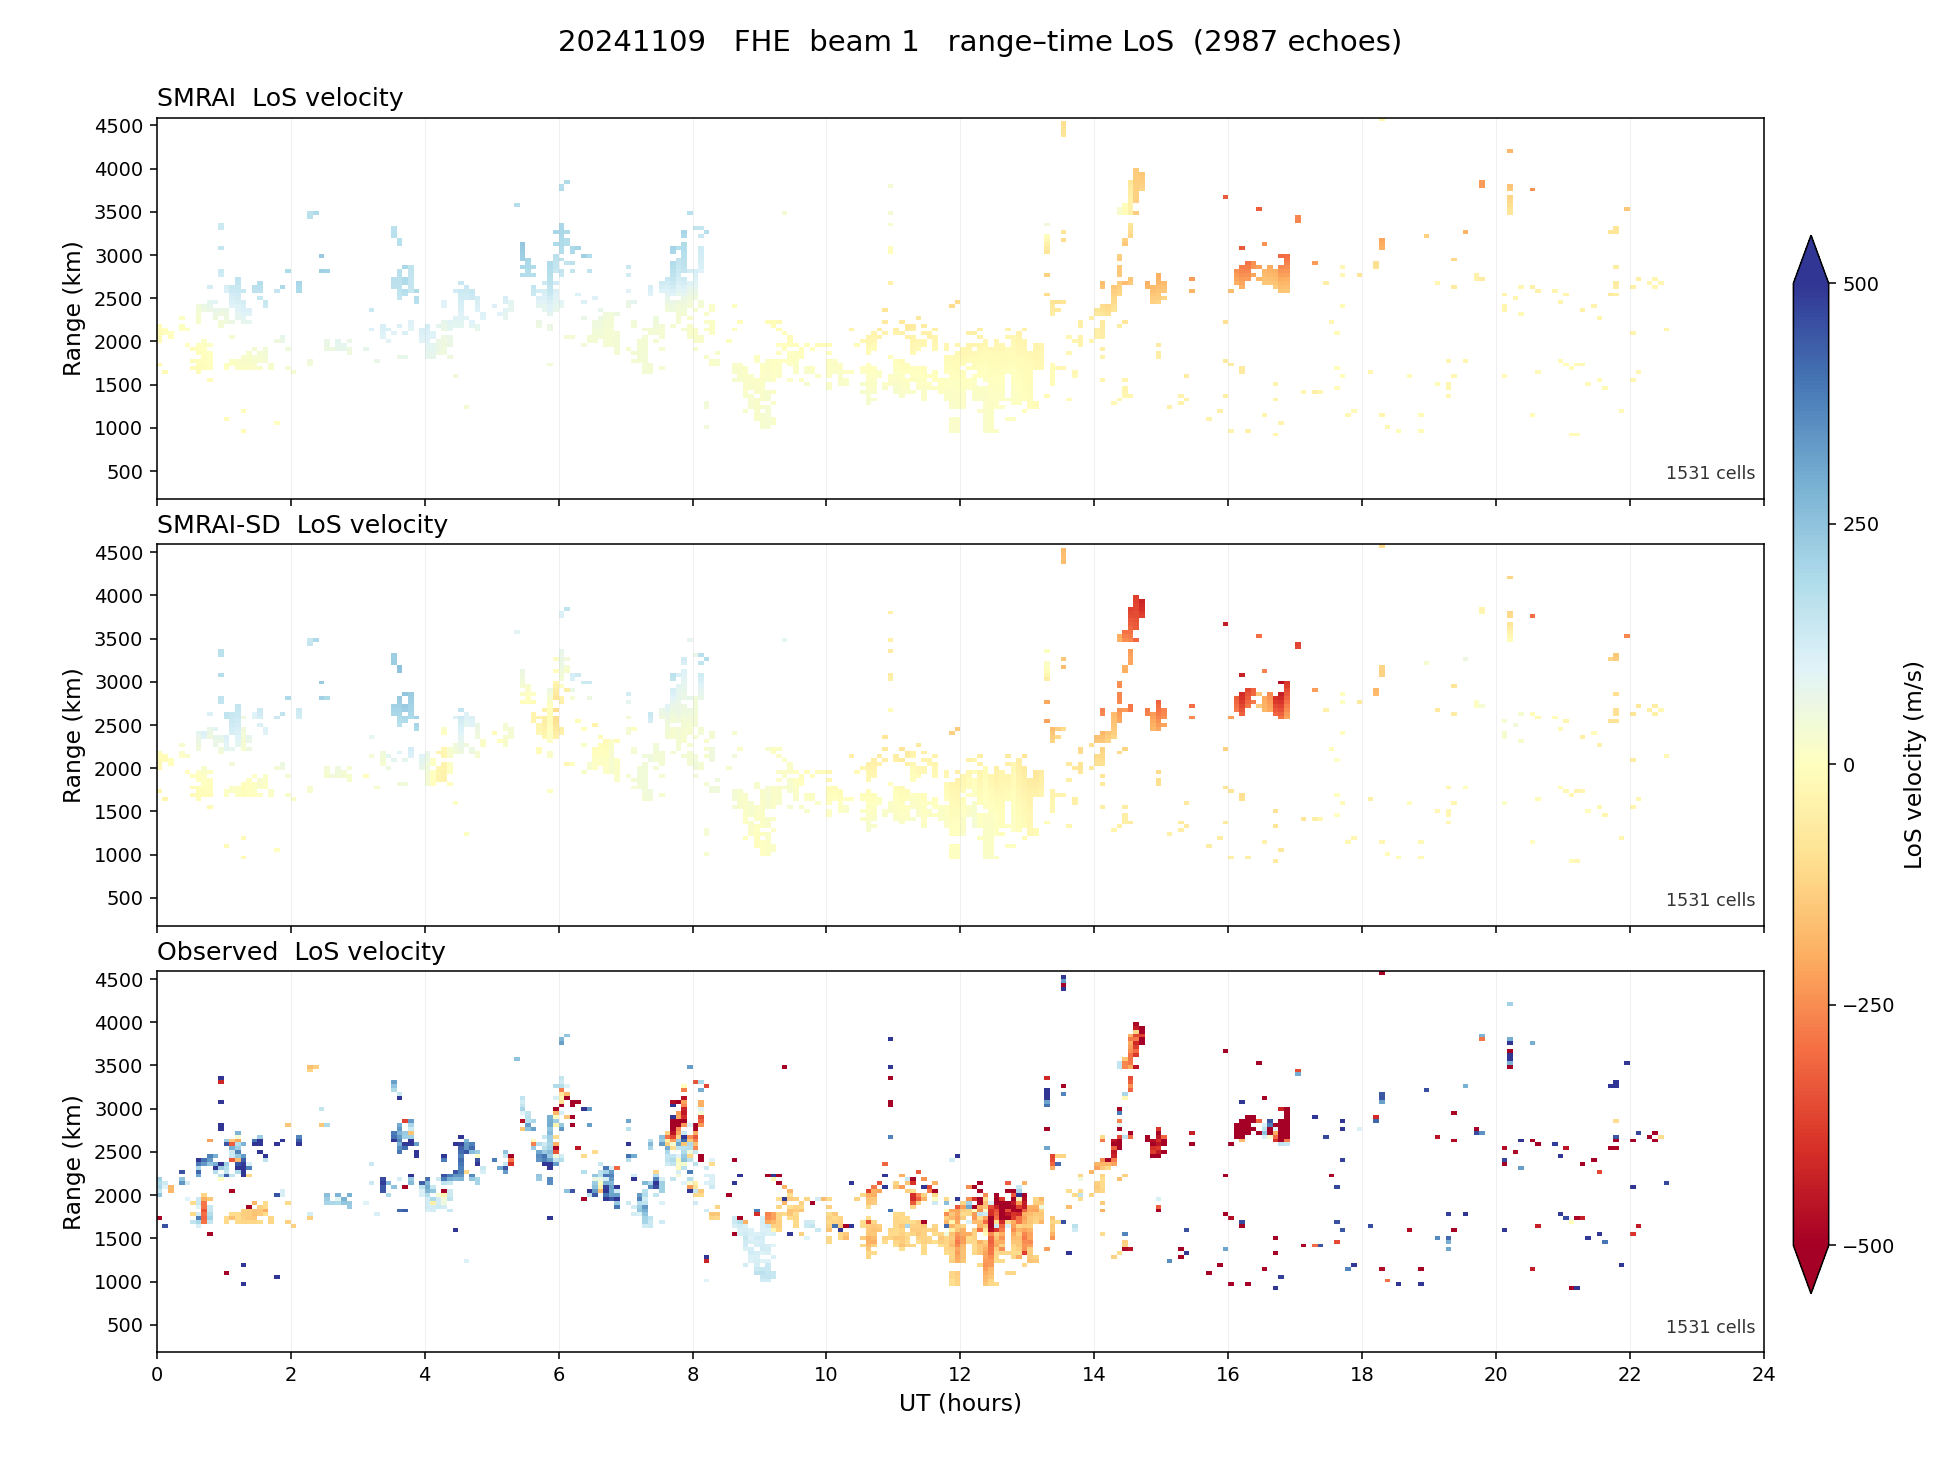 20241109   FHE  beam 1   range–time LoS  (2987 echoes)
SMRAI  LoS velocity
4500
4000
3500
3000
2500
2000
1500
1000
500
Range (km)
1531 cells
SMRAI-SD  LoS velocity
4500
4000
3500
3000
2500
2000
1500
1000
500
Range (km)
1531 cells
Observed  LoS velocity
4500
4000
3500
3000
2500
2000
1500
1000
500
Range (km)
1531 cells
0 2 4 6 8 10 12 14 16 18 20 22 24
UT (hours)
500
250
0
−250
−500
LoS velocity (m/s)